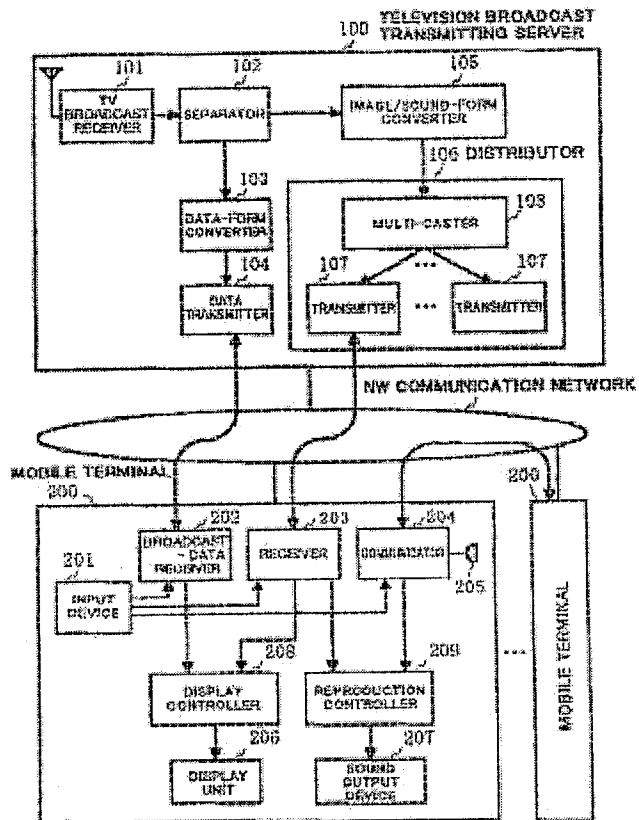 TELEVISION BROADCAST
100 TRANSMITTING SERVER
101 102 105
TV
BROADCAST
RECEIVER
SEPARATOR
IMAGE/SOUND-FORM
CONVERTER
106 DISTRIBUTOR
103
DATA-FORM
CONVERTER
MULTI-CASTER
103
104
DATA
TRANSMITTER
107 ... 107
TRANSMITTER ... TRANSMITTER
NW COMMUNICATION NETWORK
MOBILE TERMINAL
200 200
202 203 204
BROADCAST
-DATA
RECEIVER
RECEIVER
COMMUNICATOR
205
201
INPUT
DEVICE
208 209
DISPLAY
CONTROLLER
REPRODUCTION
CONTROLLER
...
MOBILE TERMINAL
206 207
DISPLAY
UNIT
SOUND
OUTPUT
DEVICE